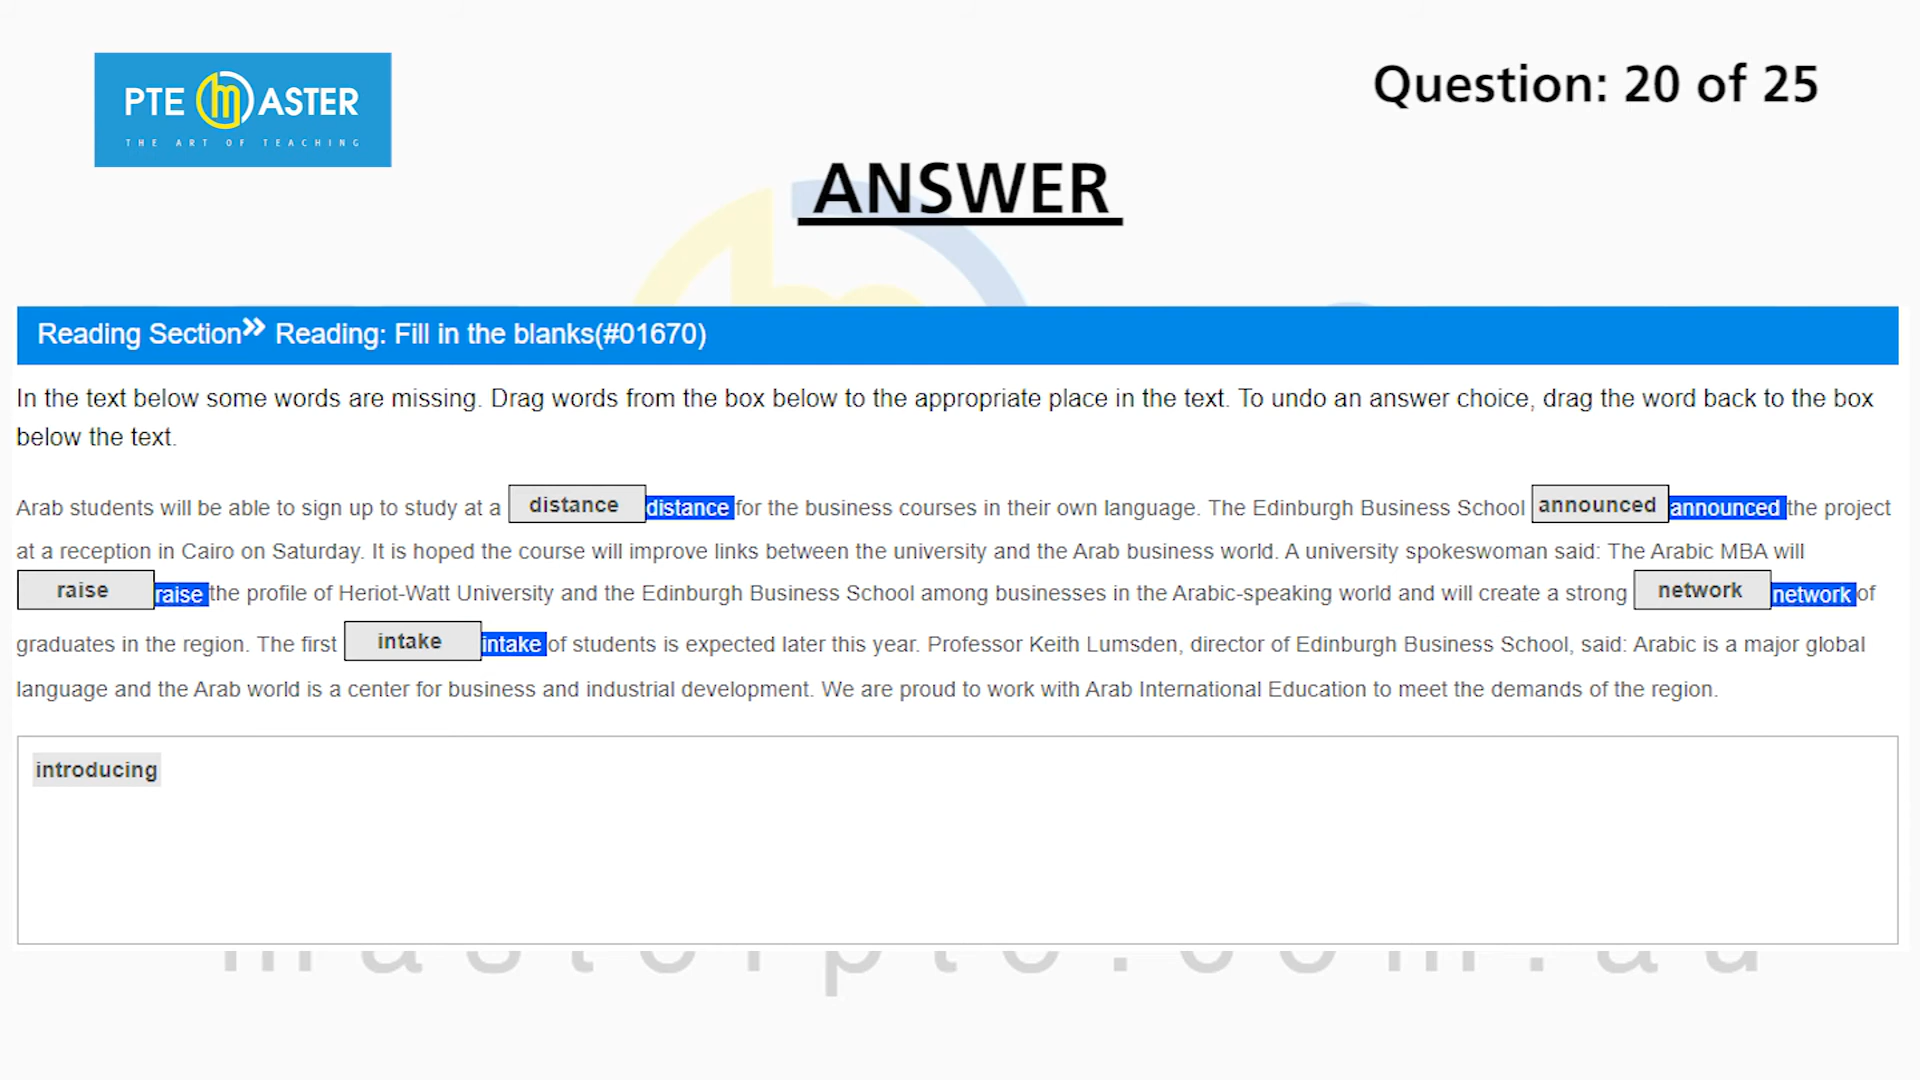 PTE MASTER
THE ART OF TEACHING
Question: 20 of 25
ANSWER
Reading Section» Reading: Fill in the blanks(#01670)
In the text below some words are missing. Drag words from the box below to the appropriate place in the text. To undo an answer choice, drag the word back to the box
below the text.
Arab students will be able to sign up to study at a distance distance for the business courses in their own language. The Edinburgh Business School announced announced the project
at a reception in Cairo on Saturday. It is hoped the course will improve links between the university and the Arab business world. A university spokeswoman said: The Arabic MBA will
raise raise the profile of Heriot-Watt University and the Edinburgh Business School among businesses in the Arabic-speaking world and will create a strong network network of
graduates in the region. The first intake intake of students is expected later this year. Professor Keith Lumsden, director of Edinburgh Business School, said: Arabic is a major global
language and the Arab world is a center for business and industrial development. We are proud to work with Arab International Education to meet the demands of the region.
introducing
masterpte.com.au